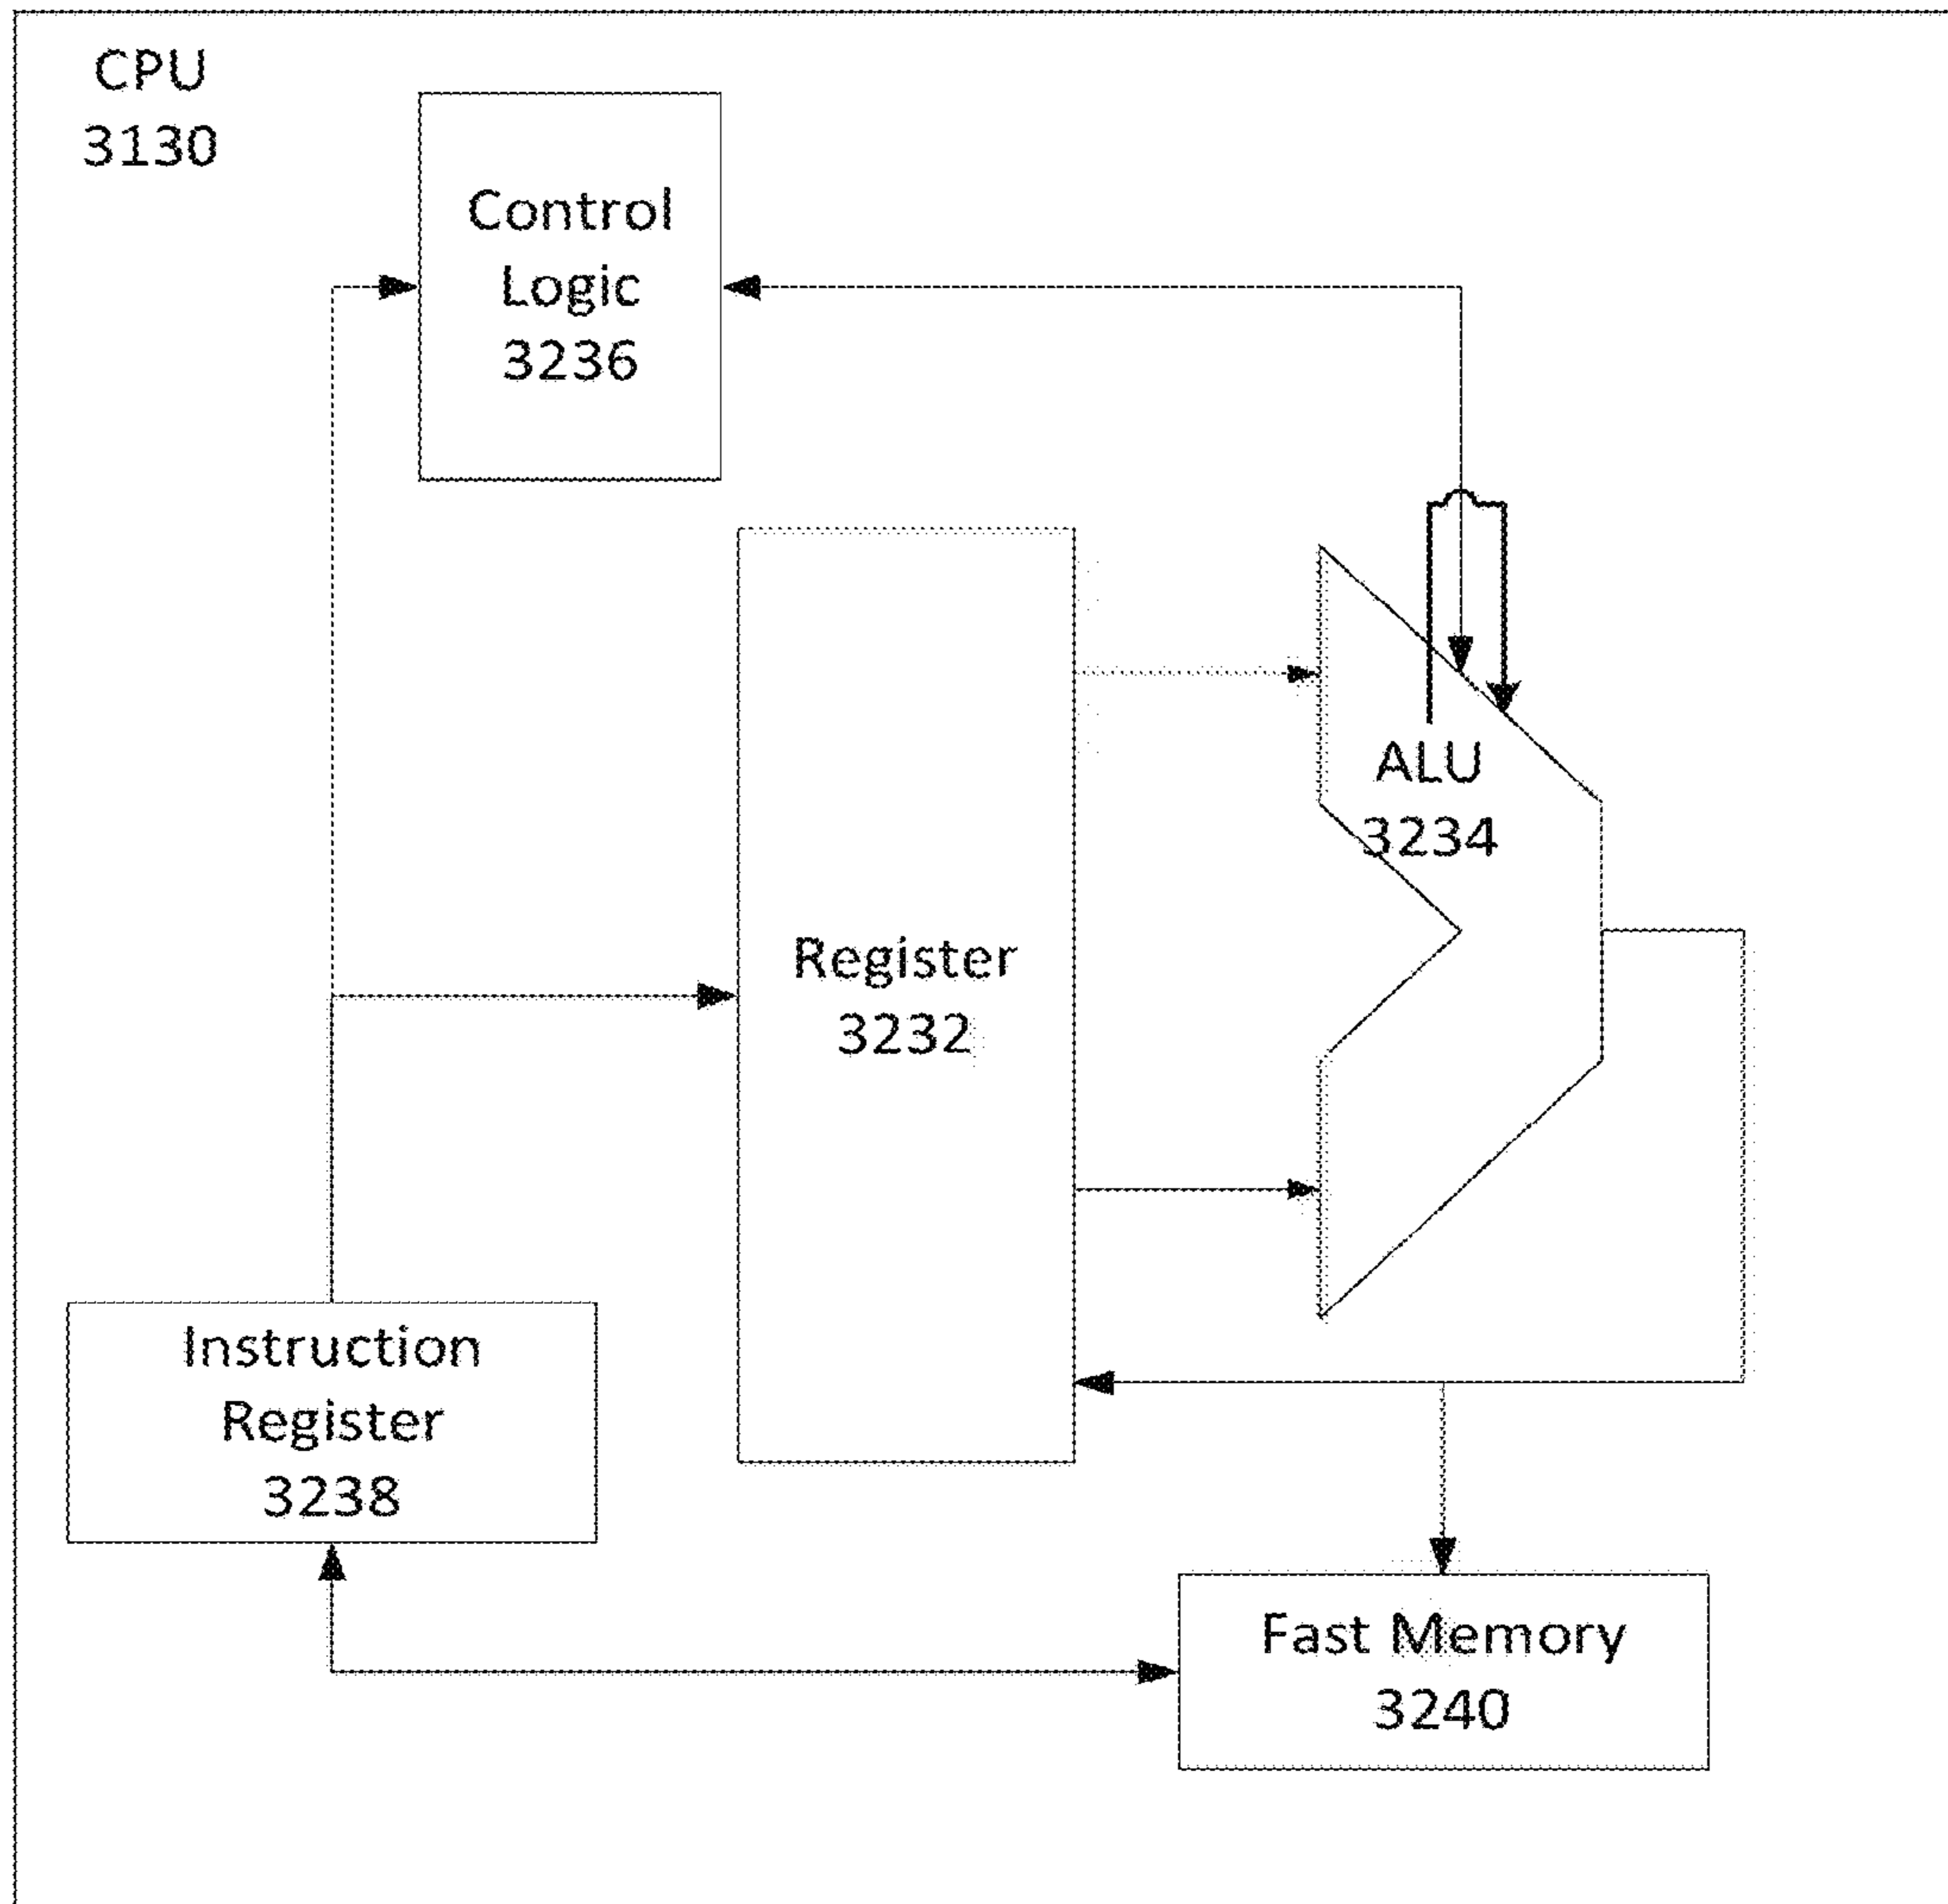 CPU
3130
Control
Logic
3236
ALU
3234
Register
3232
Instruction
Register
3238
Fast Memory
3240